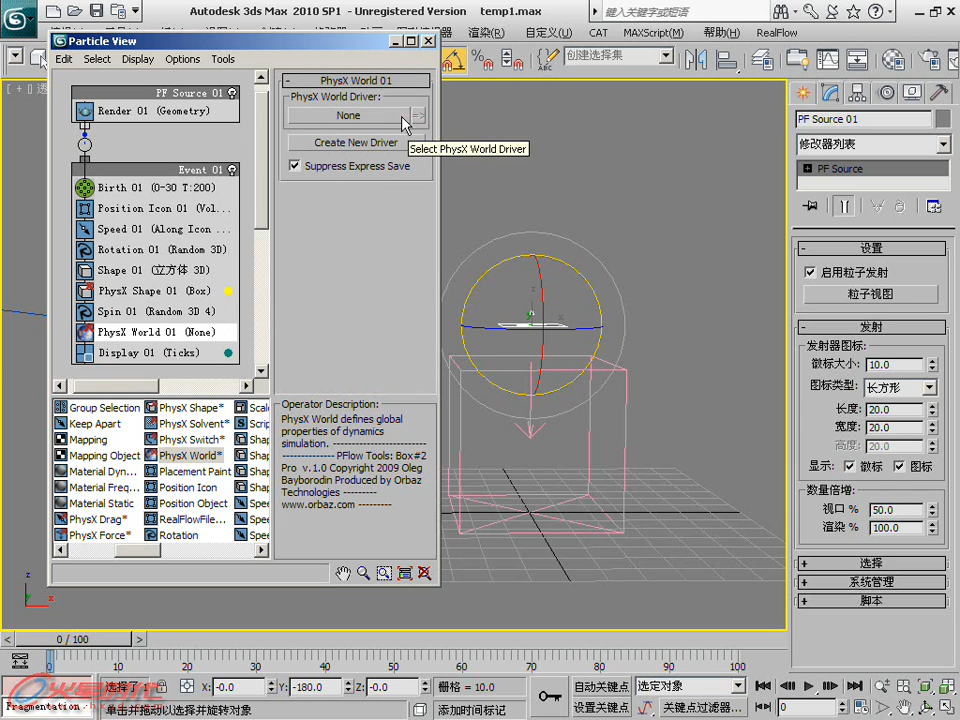 Autodesk 3ds Max 2010 SP1 - Unregistered Version temp1.max
键入关键字或短语
Particle View
渲染(R) 自定义(U) CAT MAXScript(M) 帮助(H) RealFlow
Edit Select Display Options Tools
创建选择集
PF Source 01
Render 01 (Geometry)
Event 01
Birth 01 (0-30 T:200)
Position Icon 01 (Vol...
Speed 01 (Along Icon ...
Rotation 01 (Random 3D)
Shape 01 (立方体 3D)
PhysX Shape 01 (Box)
Spin 01 (Random 3D 4)
PhysX World 01 (None)
Display 01 (Ticks)
- PhysX World 01
PhysX World Driver:
None =>
Create New Driver
Select PhysX World Driver
Suppress Express Save
Group Selection PhysX Shape* Scal
Keep Apart PhysX Solvent* Scri
Mapping PhysX Switch* Shap
Mapping Object PhysX World* Shap
Material Dyn... Placement Paint Shap
Material Freq... Position Icon Shap
Material Static Position Object Spee
PhysX Drag* RealFlowFile... Spee
PhysX Force* Rotation Spee
Operator Description:
PhysX World defines global
properties of dynamics
simulation. ------------------
-------------- PFlow Tools: Box#2
Pro v.1.0 Copyright 2009 Oleg
Bayborodin Produced by Orbaz
Technologies ---------
www.orbaz.com ---------
[ + ] 透
PF Source 01
修改器列表
PF Source
- 设置
启用粒子发射
粒子视图
- 发射
发射器图标:
徽标大小: 10.0
图标类型: 长方形
长度: 20.0
宽度: 20.0
高度: 20.0
显示: 徽标 图标
数量倍增:
视口 % 50.0
渲染 % 100.0
+ 选择
+ 系统管理
+ 脚本
z
x
z
x
< 0 / 100 >
0 10 20 30 40 50 60 70 80 90 100
选择了 1 X: -0.0 Y: -180.0 Z: -0.0 栅格 = 10.0 自动关键点 选定对象
Fragmentation 单击并拖动以选择并旋转对象 添加时间标记 设置关键点 关键点过滤器... 0